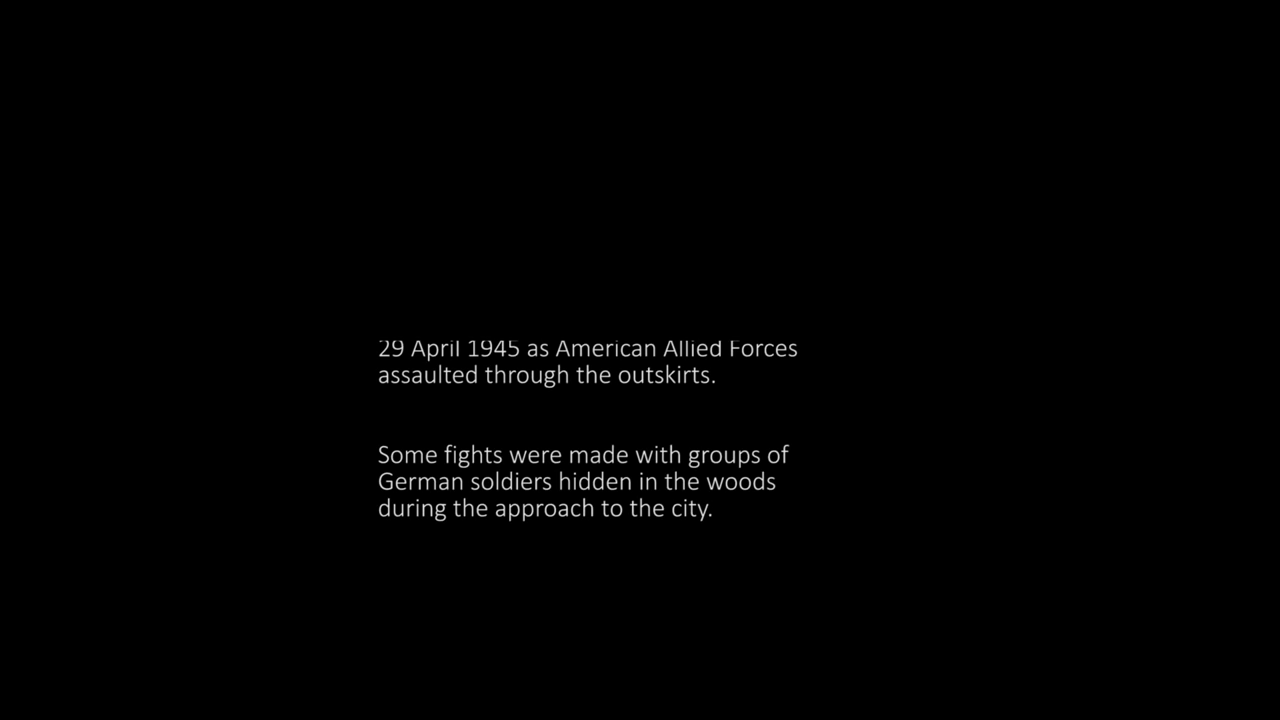 29 April 1945 as American Allied Forces
assaulted through the outskirts.
Some fights were made with groups of
German soldiers hidden in the woods
during the approach to the city.